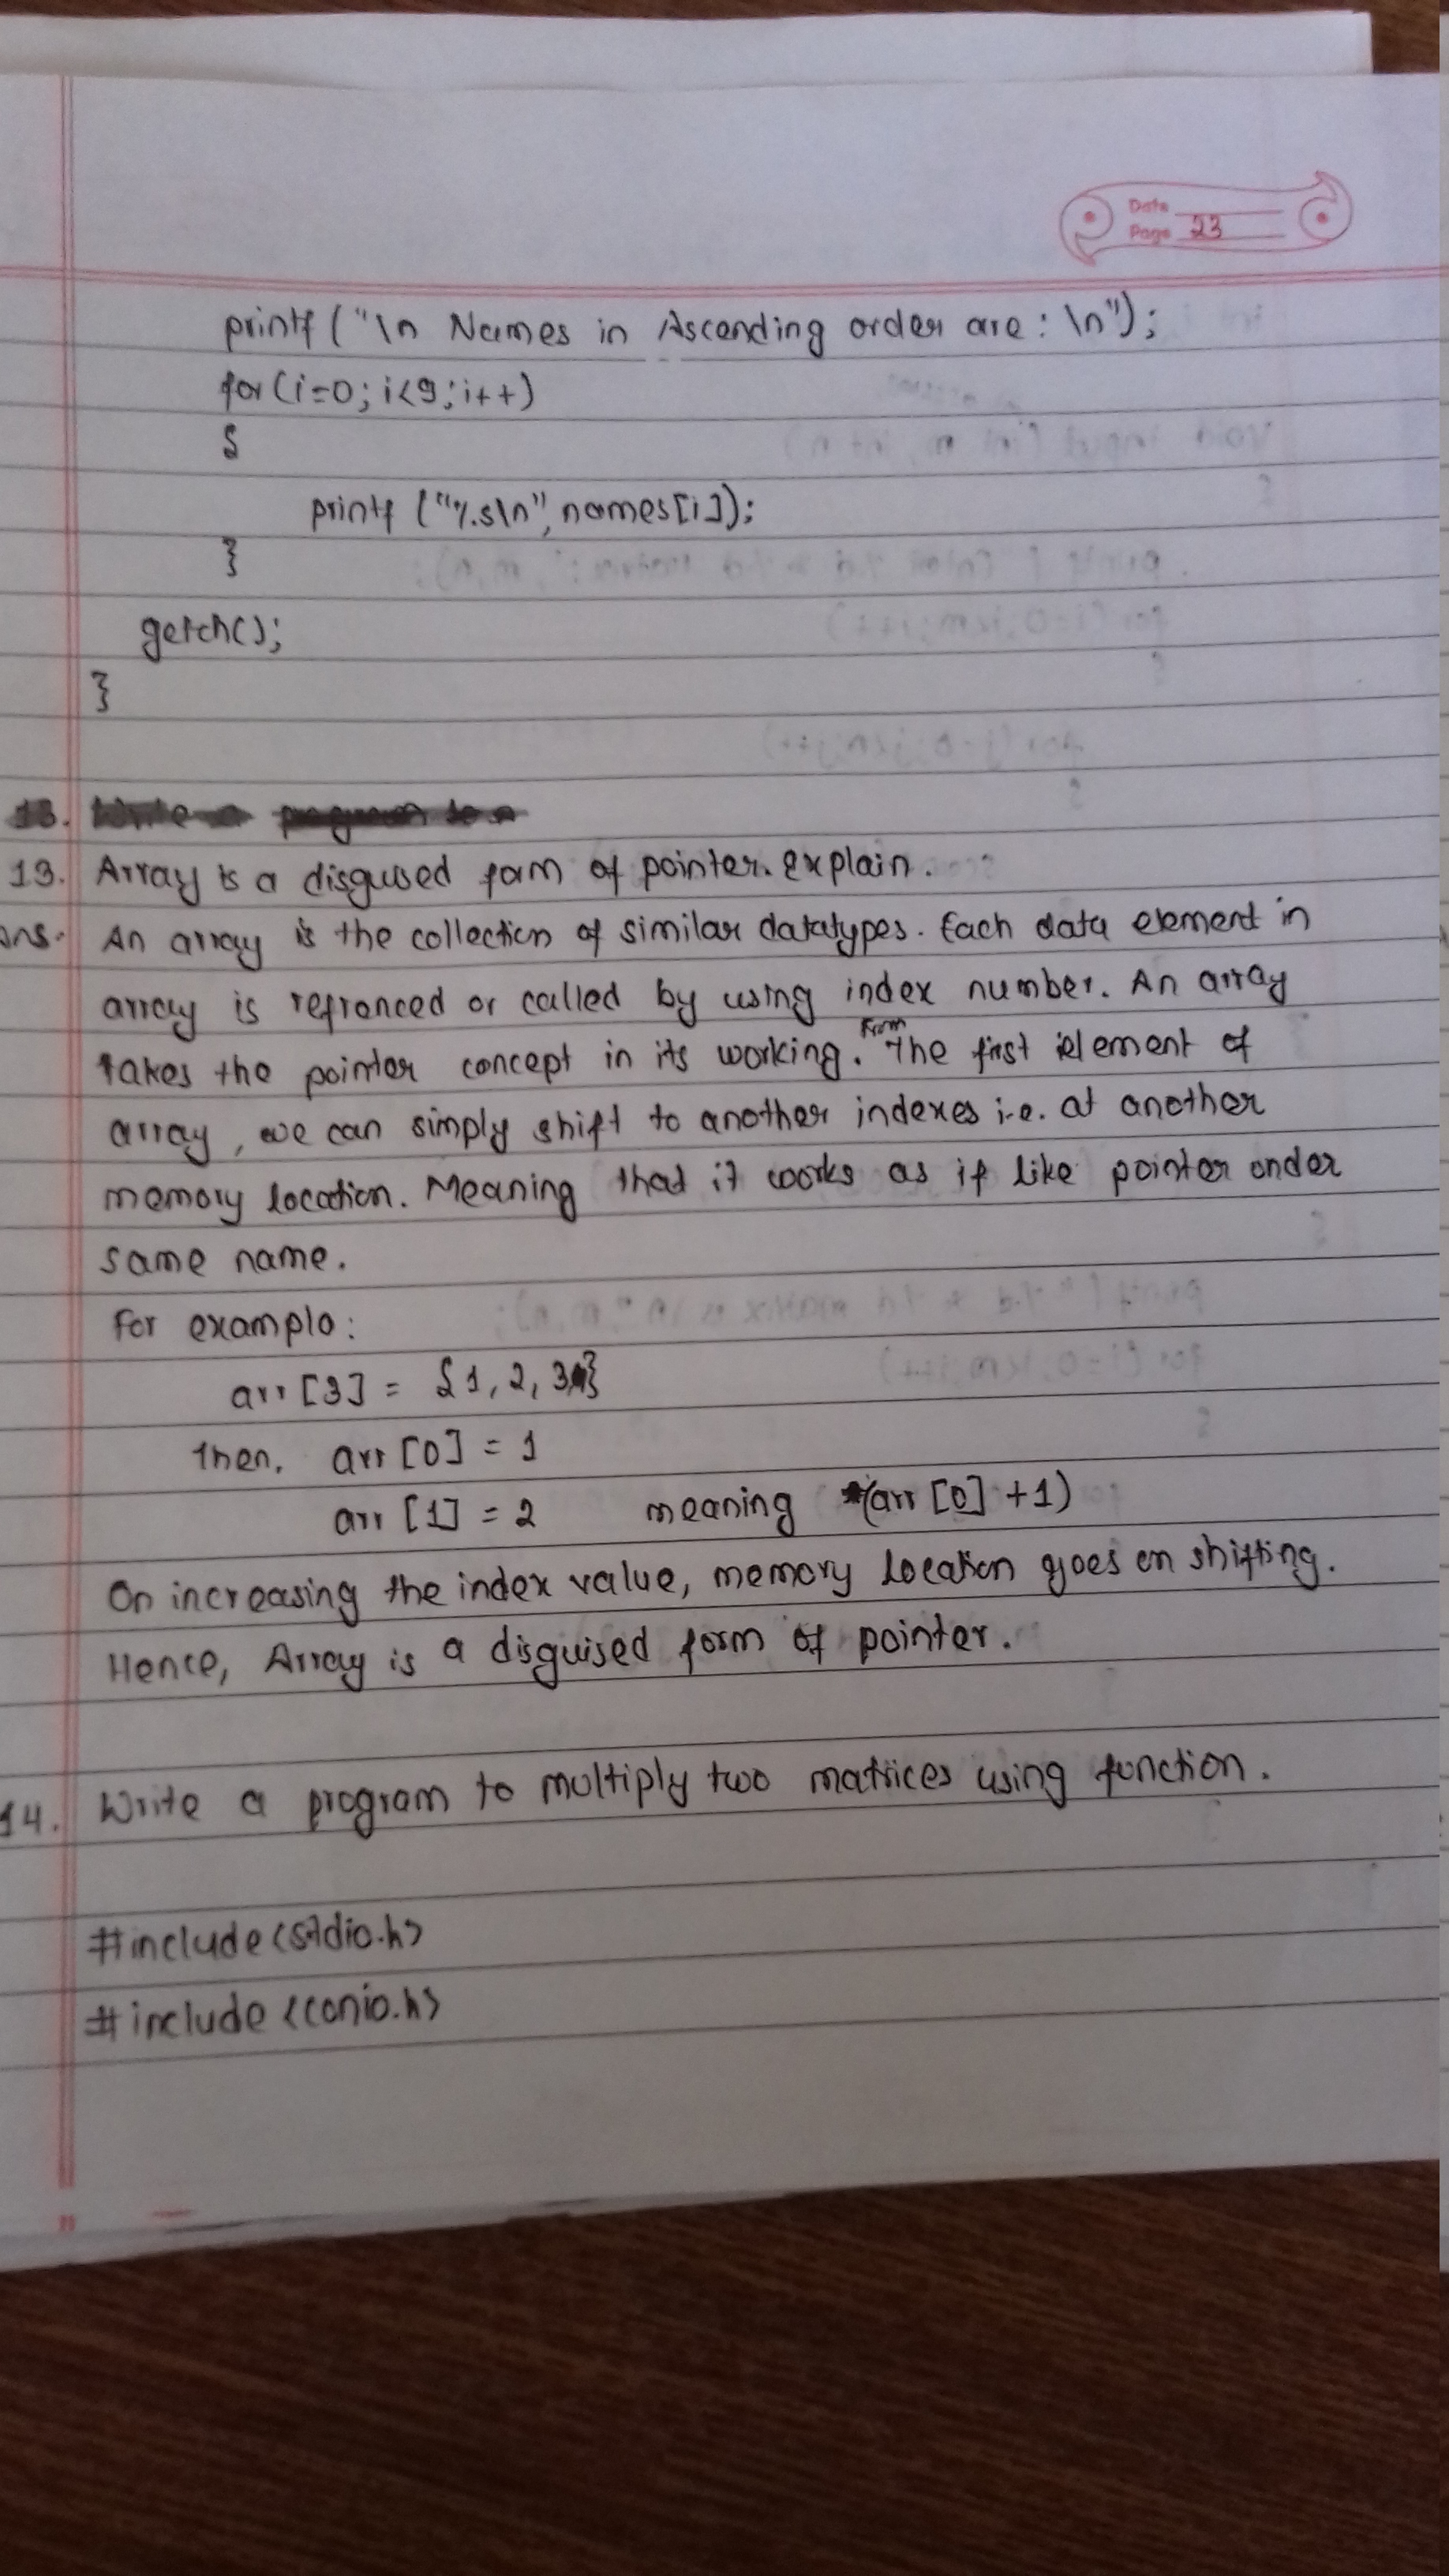 Date
Page 23
printf ("\n Names in Ascending order are: \n");
for(i=0; i<9; i++)
{
printf ("%s\n", names[i]);
}
getch();
}
13.
13. Array is a disgused fam of pointer. Explain.
ans. An array is the collection of similar datatypes. Each data element in
array is refranced or called by using index number. An array
takes the pointer concept in its working. From The first element of
array, we can simply shift to another indexes i.e. at another
memory location. Meaning that it works as if like pointer under
same name.
For example:
arr [3] = {1, 2, 3}
Then, arr [0] = 1
arr [1] = 2 meaning *(arr [0] +1)
On increasing the index value, memory location goes on shifting.
Hence, Array is a disguised form of pointer.
14. Write a program to multiply two matrices using function.
#include <stdio.h>
#include <conio.h>